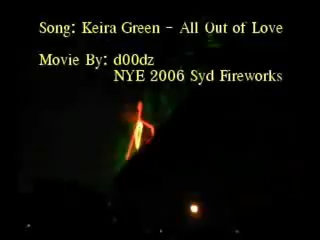 Song: Keira Green - All Out of Love
Movie By: d00dz
NYE 2006 Syd Fireworks